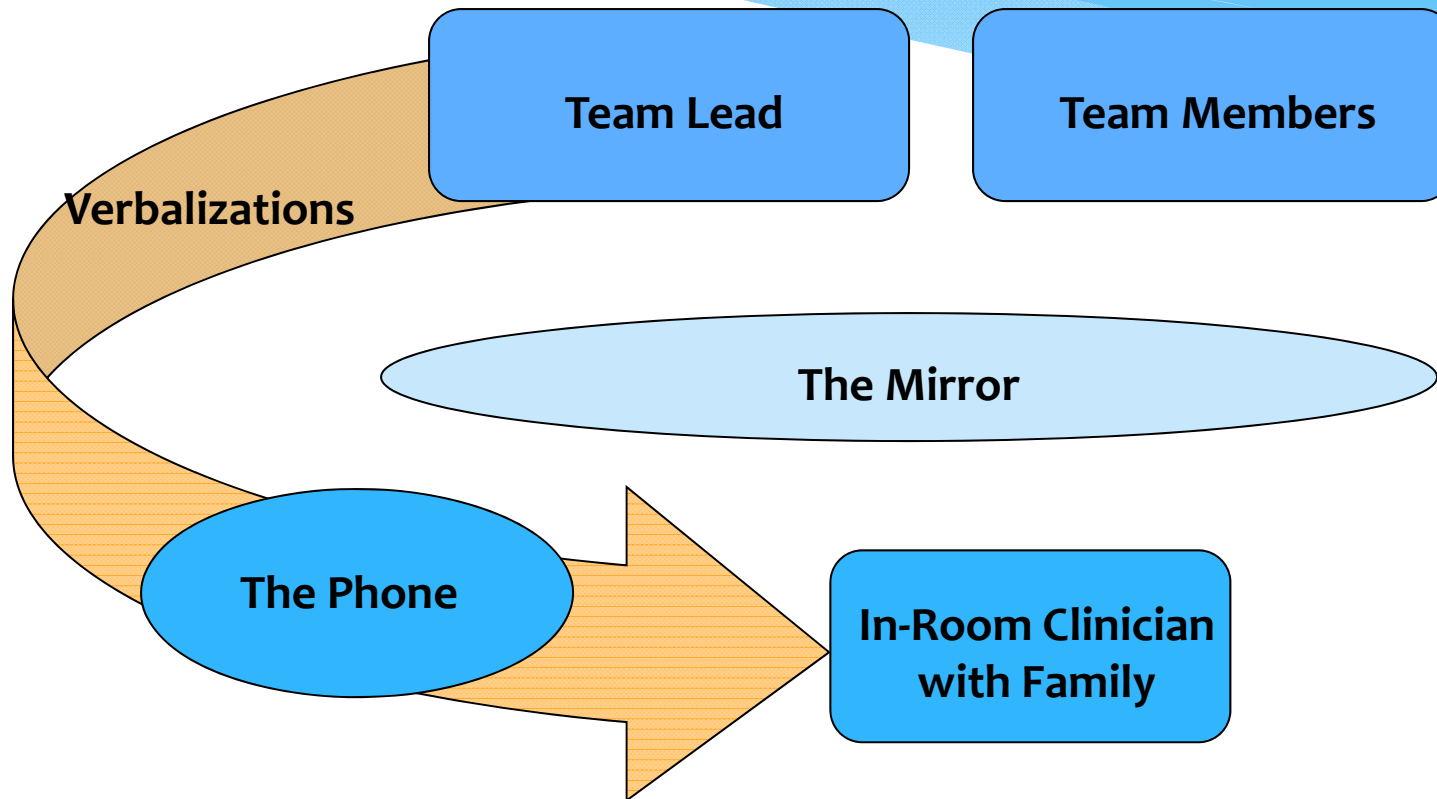 Team Lead
Team Members
Verbalizations
The Mirror
The Phone
In-Room Clinician
with Family